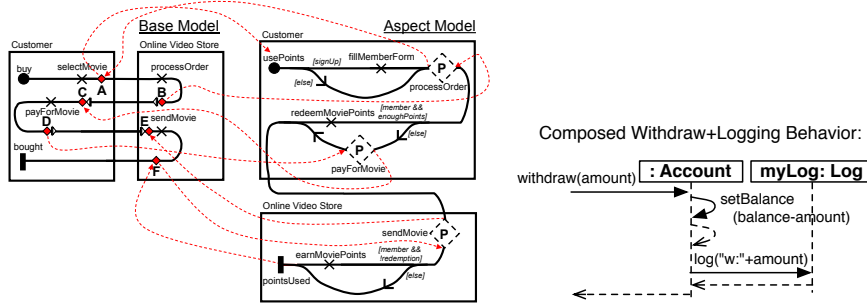 Base Model
Aspect Model
Customer
Online Video Store
Customer
buy
selectMovie
processOrder
A
usePoints
[signUp]
fillMemberForm
P
[else]
processOrder
C
B
payForMovie
D
E
sendMovie
redeemMoviePoints
[member &&
enoughPoints]
[else]
P
payForMovie
bought
F
Online Video Store
P
sendMovie
earnMoviePoints
[member &&
!redemption]
[else]
pointsUsed
Composed Withdraw+Logging Behavior:
: Account
myLog: Log
withdraw(amount)
setBalance
(balance-amount)
log("w:"+amount)